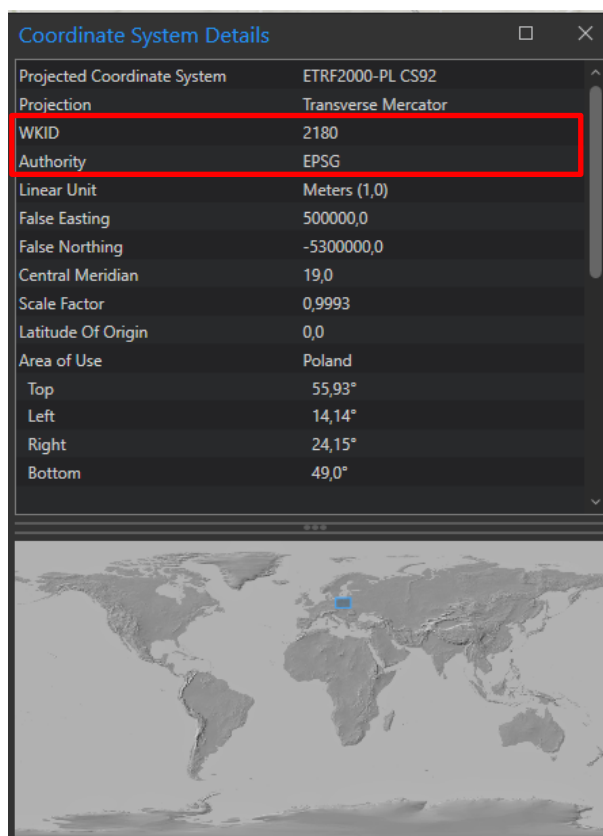 Coordinate System Details
Projected Coordinate System ETRF2000-PL CS92
Projection Transverse Mercator
WKID 2180
Authority EPSG
Linear Unit Meters (1,0)
False Easting 500000,0
False Northing -5300000,0
Central Meridian 19,0
Scale Factor 0,9993
Latitude Of Origin 0,0
Area of Use Poland
Top 55,93°
Left 14,14°
Right 24,15°
Bottom 49,0°